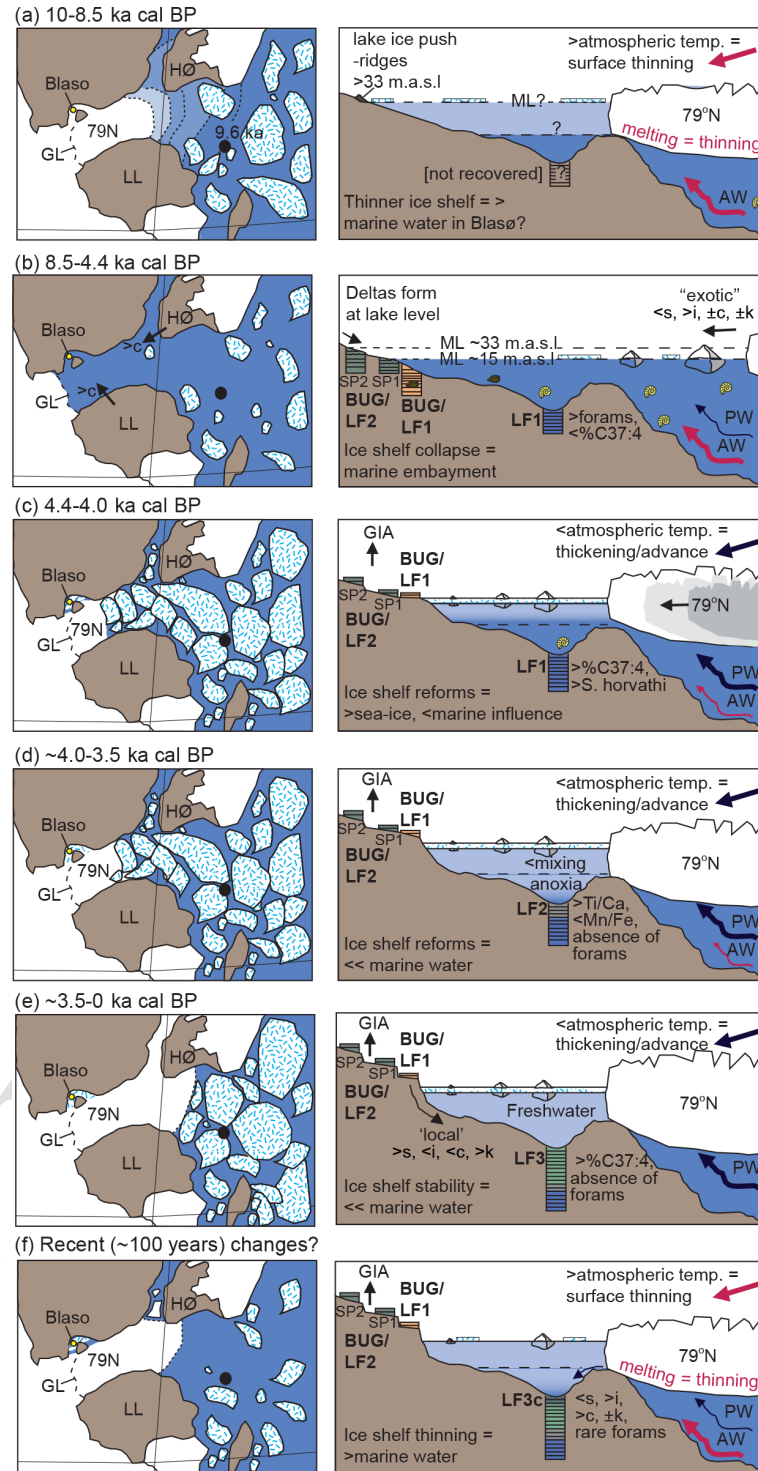 (a) 10-8.5 ka cal BP
Blaso
HØ
79N
9.6 ka
GL
LL
lake ice push
-ridges
>33 m.a.s.l
>atmospheric temp. =
surface thinning
ML?
79°N
?
melting = thinning
[not recovered]
?
AW
Thinner ice shelf = >
marine water in Blasø?
(b) 8.5-4.4 ka cal BP
Blaso
HØ
>c
>c
GL
LL
Deltas form
at lake level
“exotic”
<s, >i, ±c, ±k
ML ~33 m.a.s.l
ML ~15 m.a.s.l
SP2
SP1
BUG/
LF2
BUG/
LF1
LF1
>forams,
<%C37:4
PW
AW
Ice shelf collapse =
marine embayment
(c) 4.4-4.0 ka cal BP
Blaso
HØ
79N
GL
LL
GIA
BUG/
LF1
<atmospheric temp. =
thickening/advance
SP2
SP1
BUG/
LF2
79°N
LF1
>%C37:4,
>S. horvathi
PW
AW
Ice shelf reforms =
>sea-ice, <marine influence
(d) ~4.0-3.5 ka cal BP
Blaso
HØ
79N
GL
LL
GIA
BUG/
LF1
<atmospheric temp. =
thickening/advance
SP2
SP1
BUG/
LF2
<mixing
anoxia
79°N
LF2
>Ti/Ca,
<Mn/Fe,
absence of
forams
PW
AW
Ice shelf reforms =
<< marine water
(e) ~3.5-0 ka cal BP
Blaso
HØ
79N
GL
LL
GIA
BUG/
LF1
<atmospheric temp. =
thickening/advance
SP2
SP1
BUG/
LF2
Freshwater
79°N
‘local’
>s, <i, <c, >k
LF3
>%C37:4,
absence of
forams
PW
Ice shelf stability =
<< marine water
(f) Recent (~100 years) changes?
Blaso
HØ
79N
GL
LL
GIA
BUG/
LF1
>atmospheric temp. =
surface thinning
SP2
SP1
BUG/
LF2
79°N
melting = thinning
LF3c
<s, >i,
>c, ±k,
rare forams
PW
AW
Ice shelf thinning =
>marine water